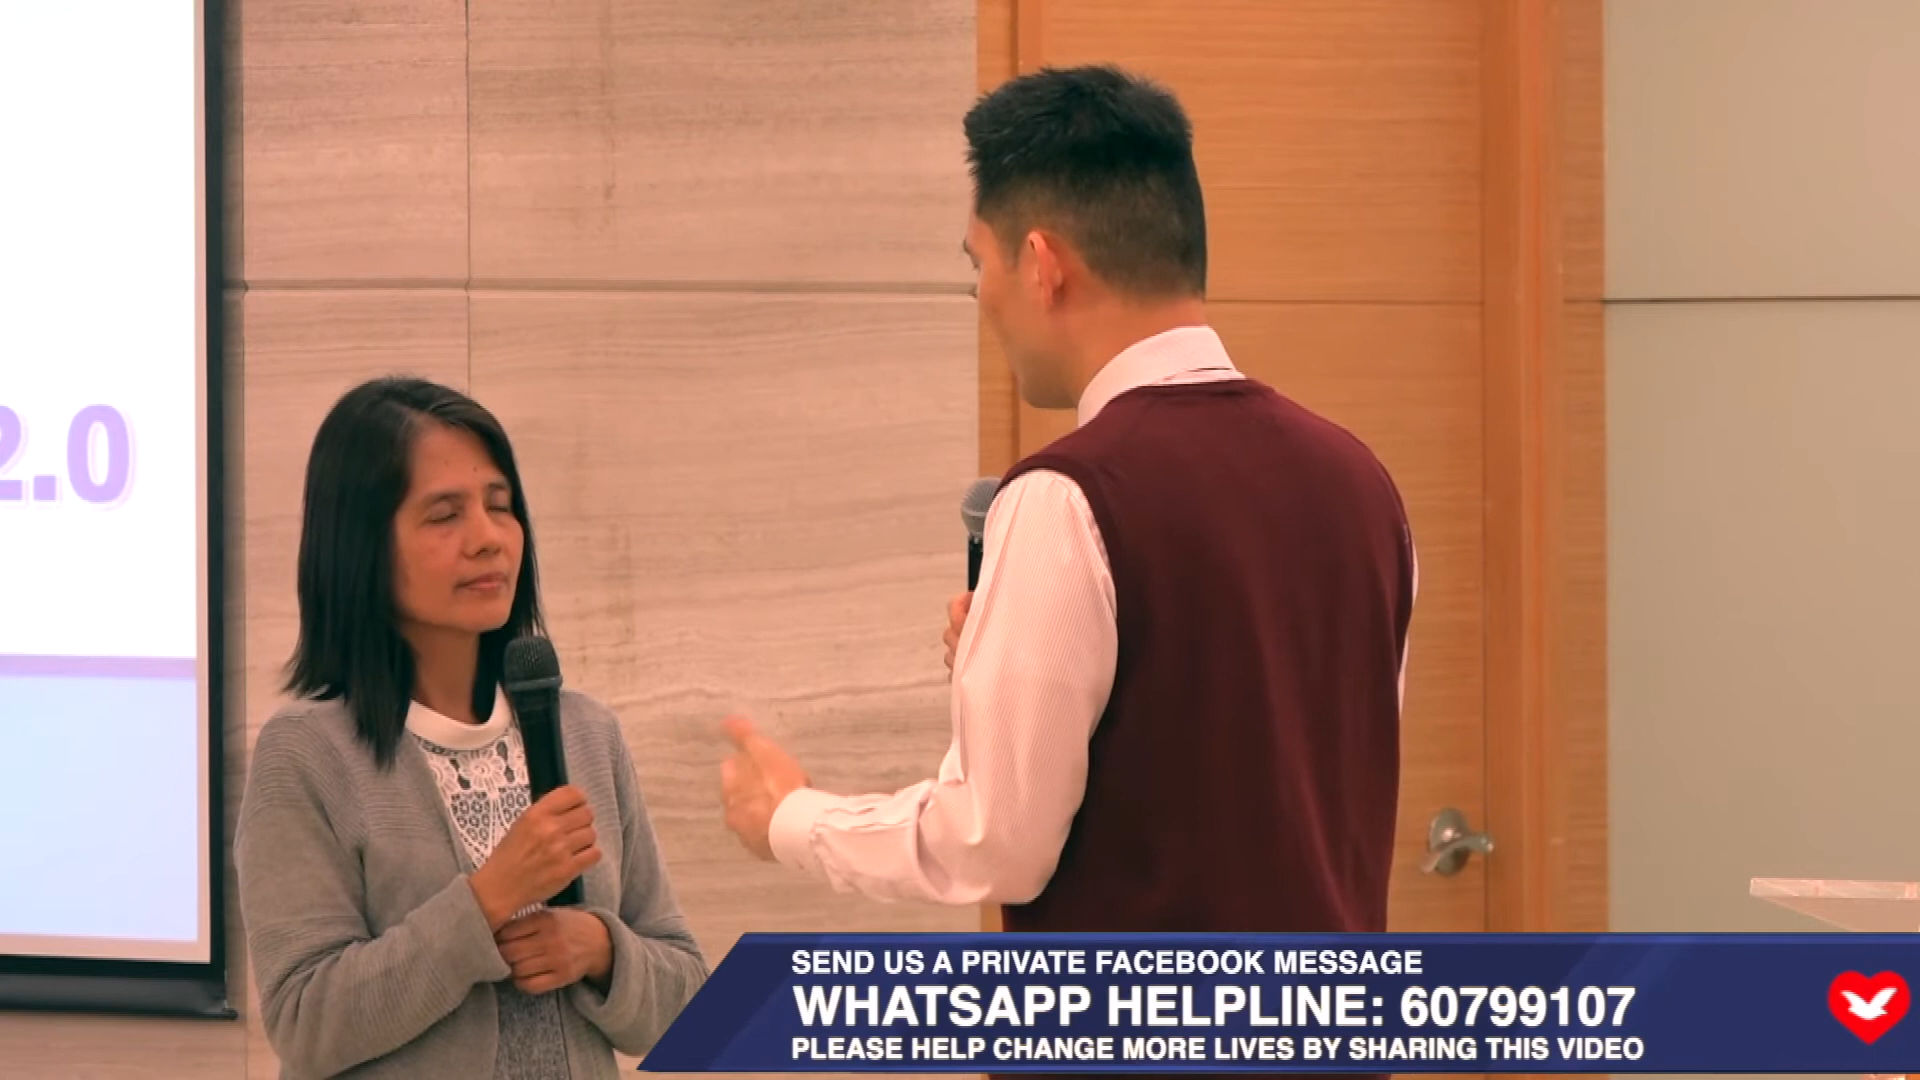 2.0
SEND US A PRIVATE FACEBOOK MESSAGE
WHATSAPP HELPLINE: 60799107
PLEASE HELP CHANGE MORE LIVES BY SHARING THIS VIDEO